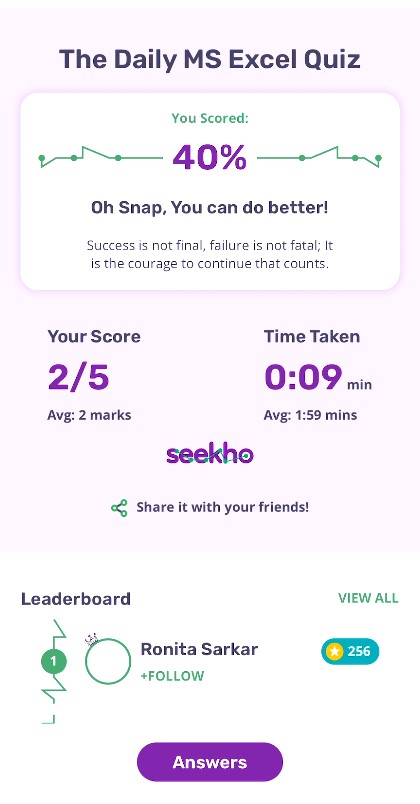 The Daily MS Excel Quiz
You Scored:
40%
Oh Snap, You can do better!
Success is not final, failure is not fatal; It
is the courage to continue that counts.
Your Score
Time Taken
2/5
0:09 min
Avg: 2 marks
Avg: 1:59 mins
seekho
Share it with your friends!
Leaderboard
VIEW ALL
1
Ronita Sarkar
256
+FOLLOW
Answers